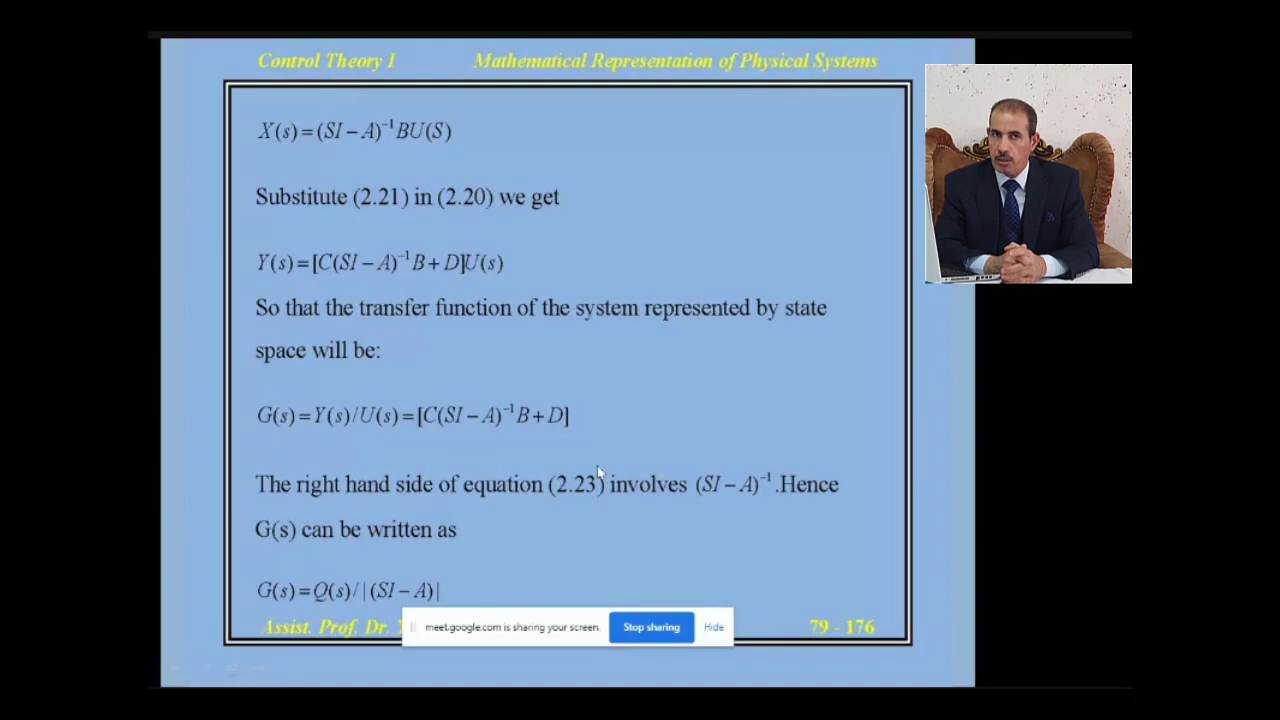 Control Theory I Mathematical Representation of Physical Systems
X(s)=(SI−A)⁻¹BU(S)
Substitute (2.21) in (2.20) we get
Y(s)=[C(SI−A)⁻¹B+D]U(s)
So that the transfer function of the system represented by state
space will be:
G(s)=Y(s)/U(s)=[C(SI−A)⁻¹B+D]
The right hand side of equation (2.23) involves (SI−A)⁻¹.Hence
G(s) can be written as
G(s)=Q(s)/|(SI−A)|
Assist. Prof. Dr. 79 - 176
meet.google.com is sharing your screen. Stop sharing Hide